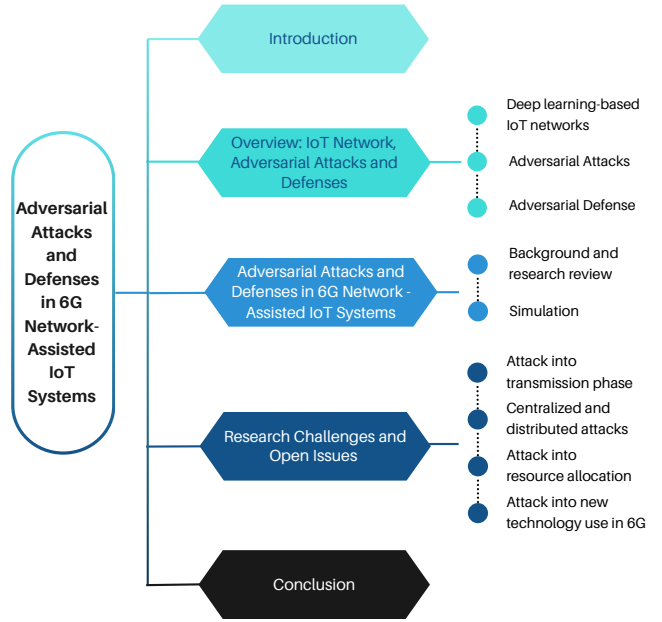 Adversarial
Attacks
and
Defenses
in 6G
Network-
Assisted
IoT
Systems
Introduction
Overview: IoT Network,
Adversarial Attacks and
Defenses
Deep learning-based
IoT networks
Adversarial Attacks
Adversarial Defense
Adversarial Attacks and
Defenses in 6G Network -
Assisted IoT Systems
Background and
research review
Simulation
Research Challenges and
Open Issues
Attack into
transmission phase
Centralized and
distributed attacks
Attack into
resource allocation
Attack into new
technology use in 6G
Conclusion